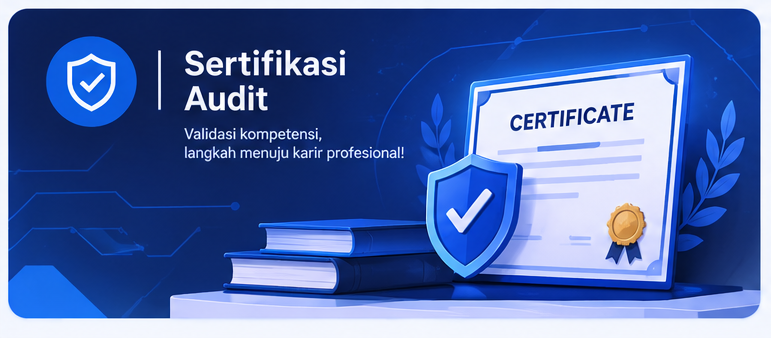 Sertifikasi
Audit
Validasi kompetensi,
langkah menuju karir profesional!
CERTIFICATE